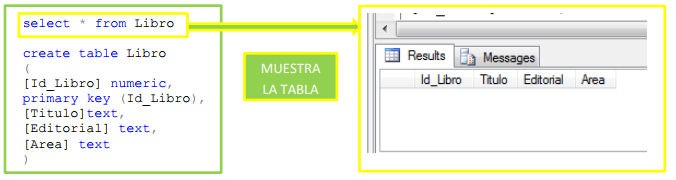 select * from Libro
create table Libro
(
[Id_Libro] numeric,
primary key (Id_Libro),
[Titulo]text,
[Editorial] text,
[Area] text
)
MUESTRA
LA TABLA
Results
Messages
Id_Libro Titulo Editorial Area